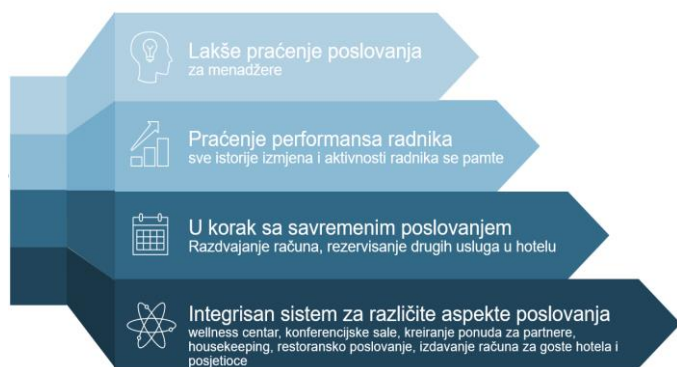 Lakše praćenje poslovanja
za menadžere
Praćenje performansa radnika
sve istorije izmjena i aktivnosti radnika se pamte
U korak sa savremenim poslovanjem
Razdvajanje računa, rezervisanje drugih usluga u hotelu
Integrisan sistem za različite aspekte poslovanja
wellness centar, konferencijske sale, kreiranje ponuda za partnere,
housekeeping, restoransko poslovanje, izdavanje računa za goste hotela i
posjetioce